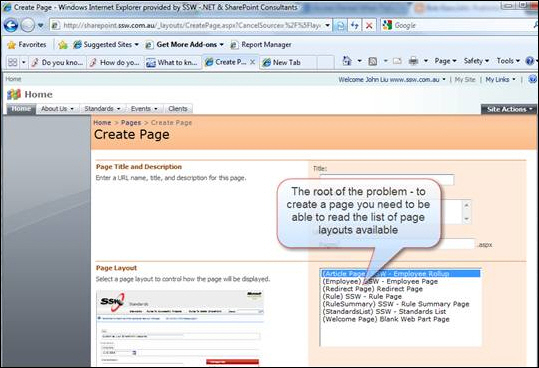 Create Page - Windows Internet Explorer provided by SSW - .NET & SharePoint Consultants
http://sharepoint.ssw.com.au/_layouts/CreatePage.aspx?CancelSource=%2F%5Flayo
Google
Favorites Suggested Sites Get More Add-ons Report Manager
Do you kno... J How ... What to kn... Create P... New Tab
Page Safety Tools
Home
Welcome John Liu www.ssw.com.au | My Site | My Links |
Home
Home About Us Standards Events Clients
Site Actions
Home > Pages > Create Page
Create Page
Page Title and Description
Enter a URL name, title, and description for this page.
Title:
The root of the problem - to
create a page you need to be
able to read the list of page
layouts available
.aspx
Page Layout
Select a page layout to control how the page will be displayed.
(Article Page) SSW - Employee Rollup
(Employee) SSW - Employee Page
(Redirect Page) Redirect Page
(Rule) SSW - Rule Page
(RuleSummary) SSW - Rule Summary Page
(StandardsList) SSW - Standards List
(Welcome Page) Blank Web Part Page
SSW
Standards